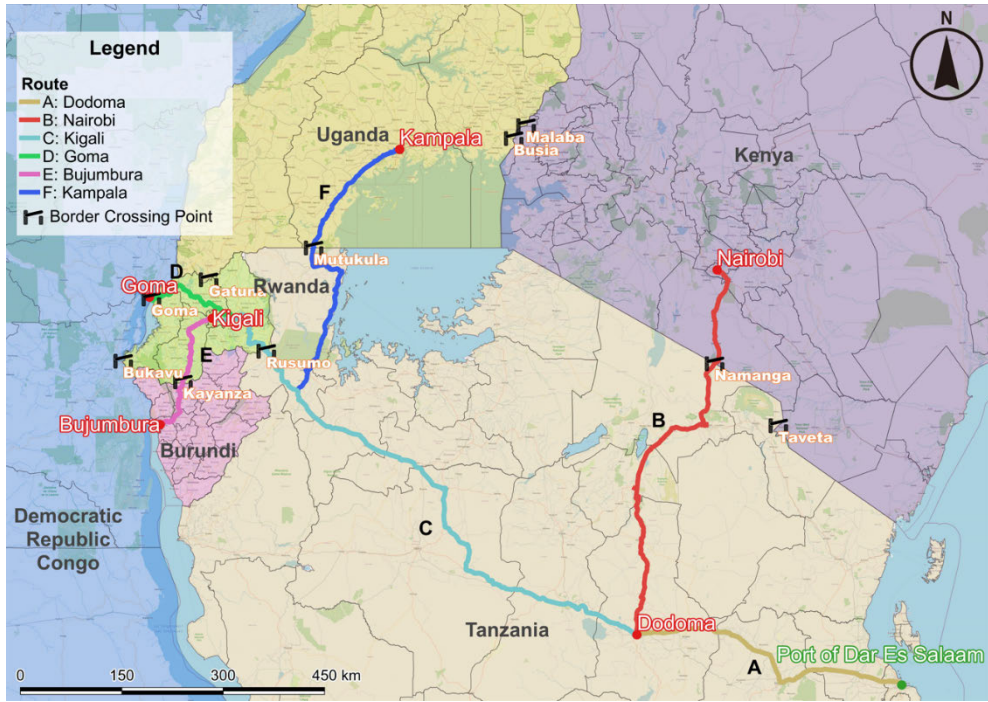 Legend
Route
A: Dodoma
B: Nairobi
C: Kigali
D: Goma
E: Bujumbura
F: Kampala
Border Crossing Point
N
Uganda
Kampala
Malaba
Busia
Kenya
F
Mutukula
Nairobi
D
Goma
Gatuna
Rwanda
Goma
Kigali
E
Rusumo
Bukavu
Kayanza
Namanga
Bujumbura
Burundi
B
Taveta
Democratic
Republic
Congo
C
Tanzania
Dodoma
A
Port of Dar Es Salaam
0 150 300 450 km